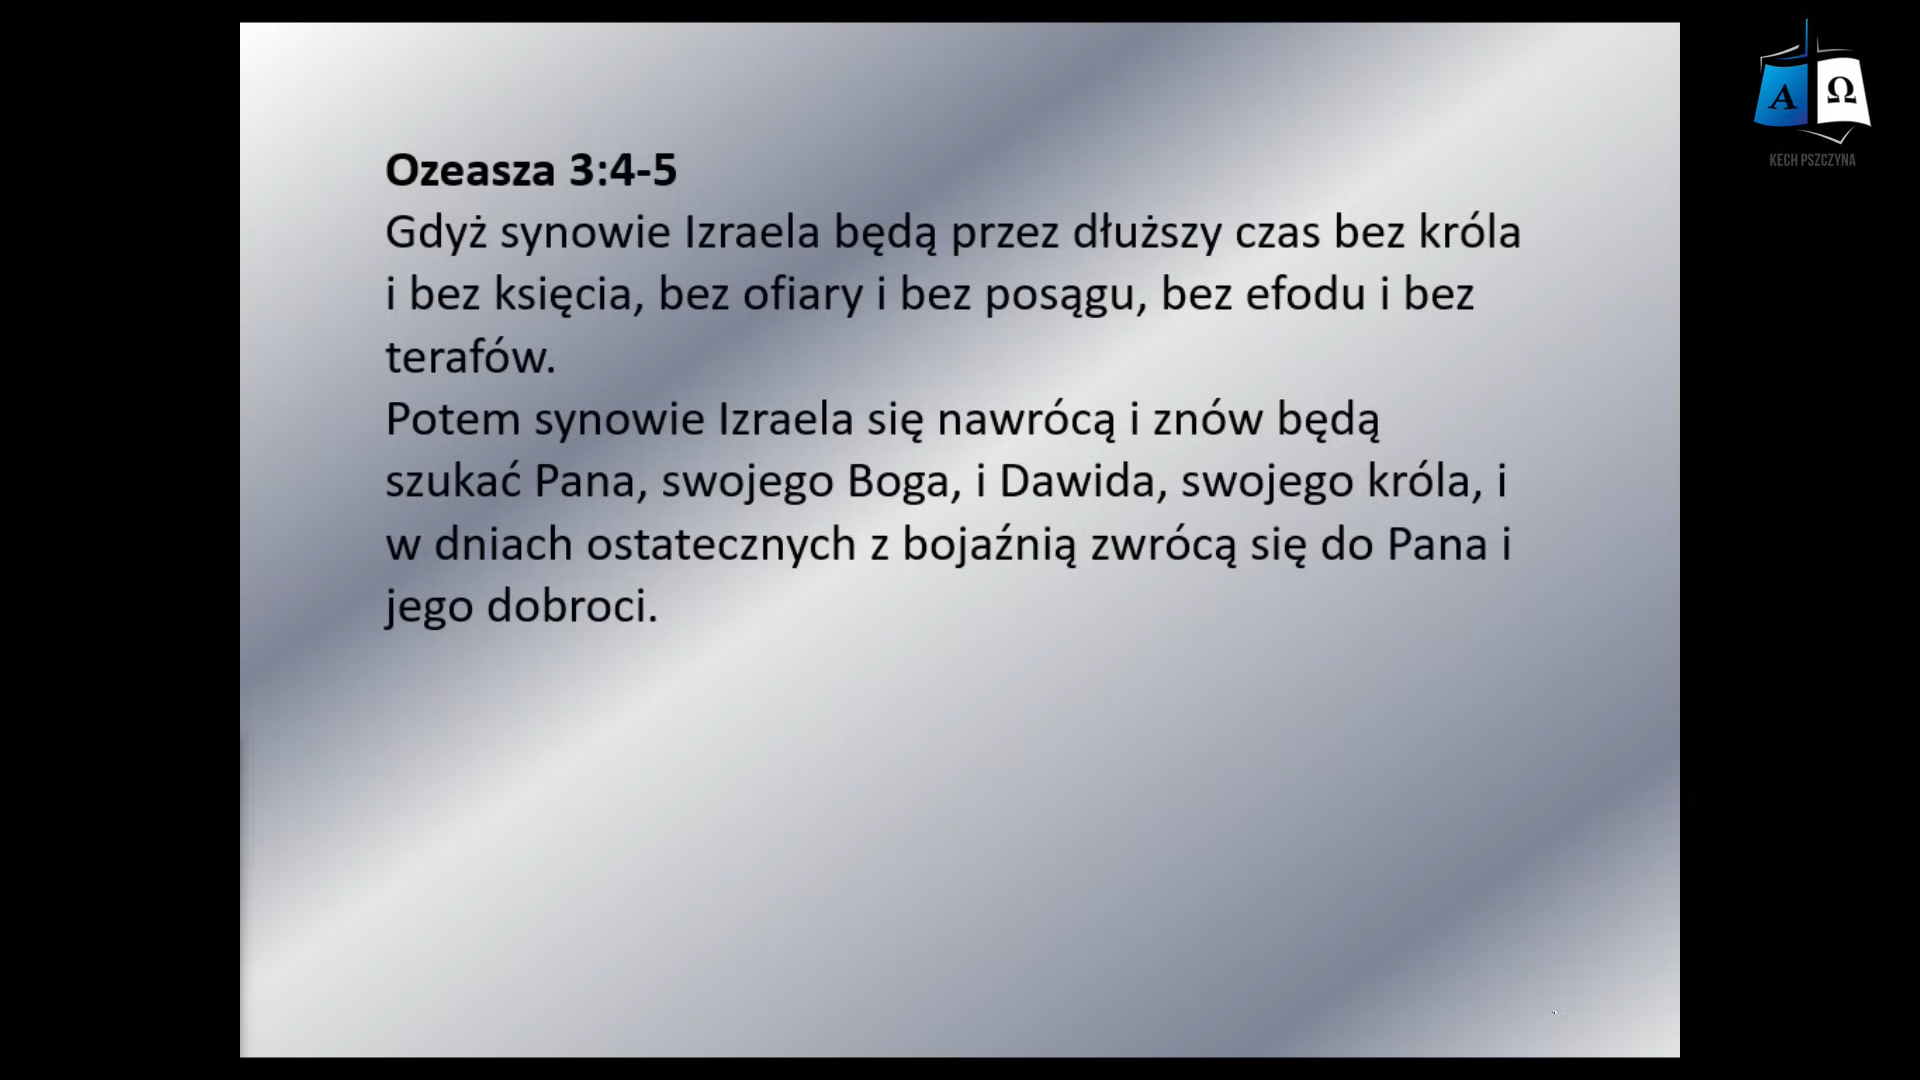 Ozeasza 3:4-5
Gdyż synowie Izraela będą przez dłuższy czas bez króla
i bez księcia, bez ofiary i bez posągu, bez efodu i bez
terafów.
Potem synowie Izraela się nawrócą i znów będą
szukać Pana, swojego Boga, i Dawida, swojego króla, i
w dniach ostatecznych z bojaźnią zwrócą się do Pana i
jego dobroci.
A Ω
KECH PSZCZYNA